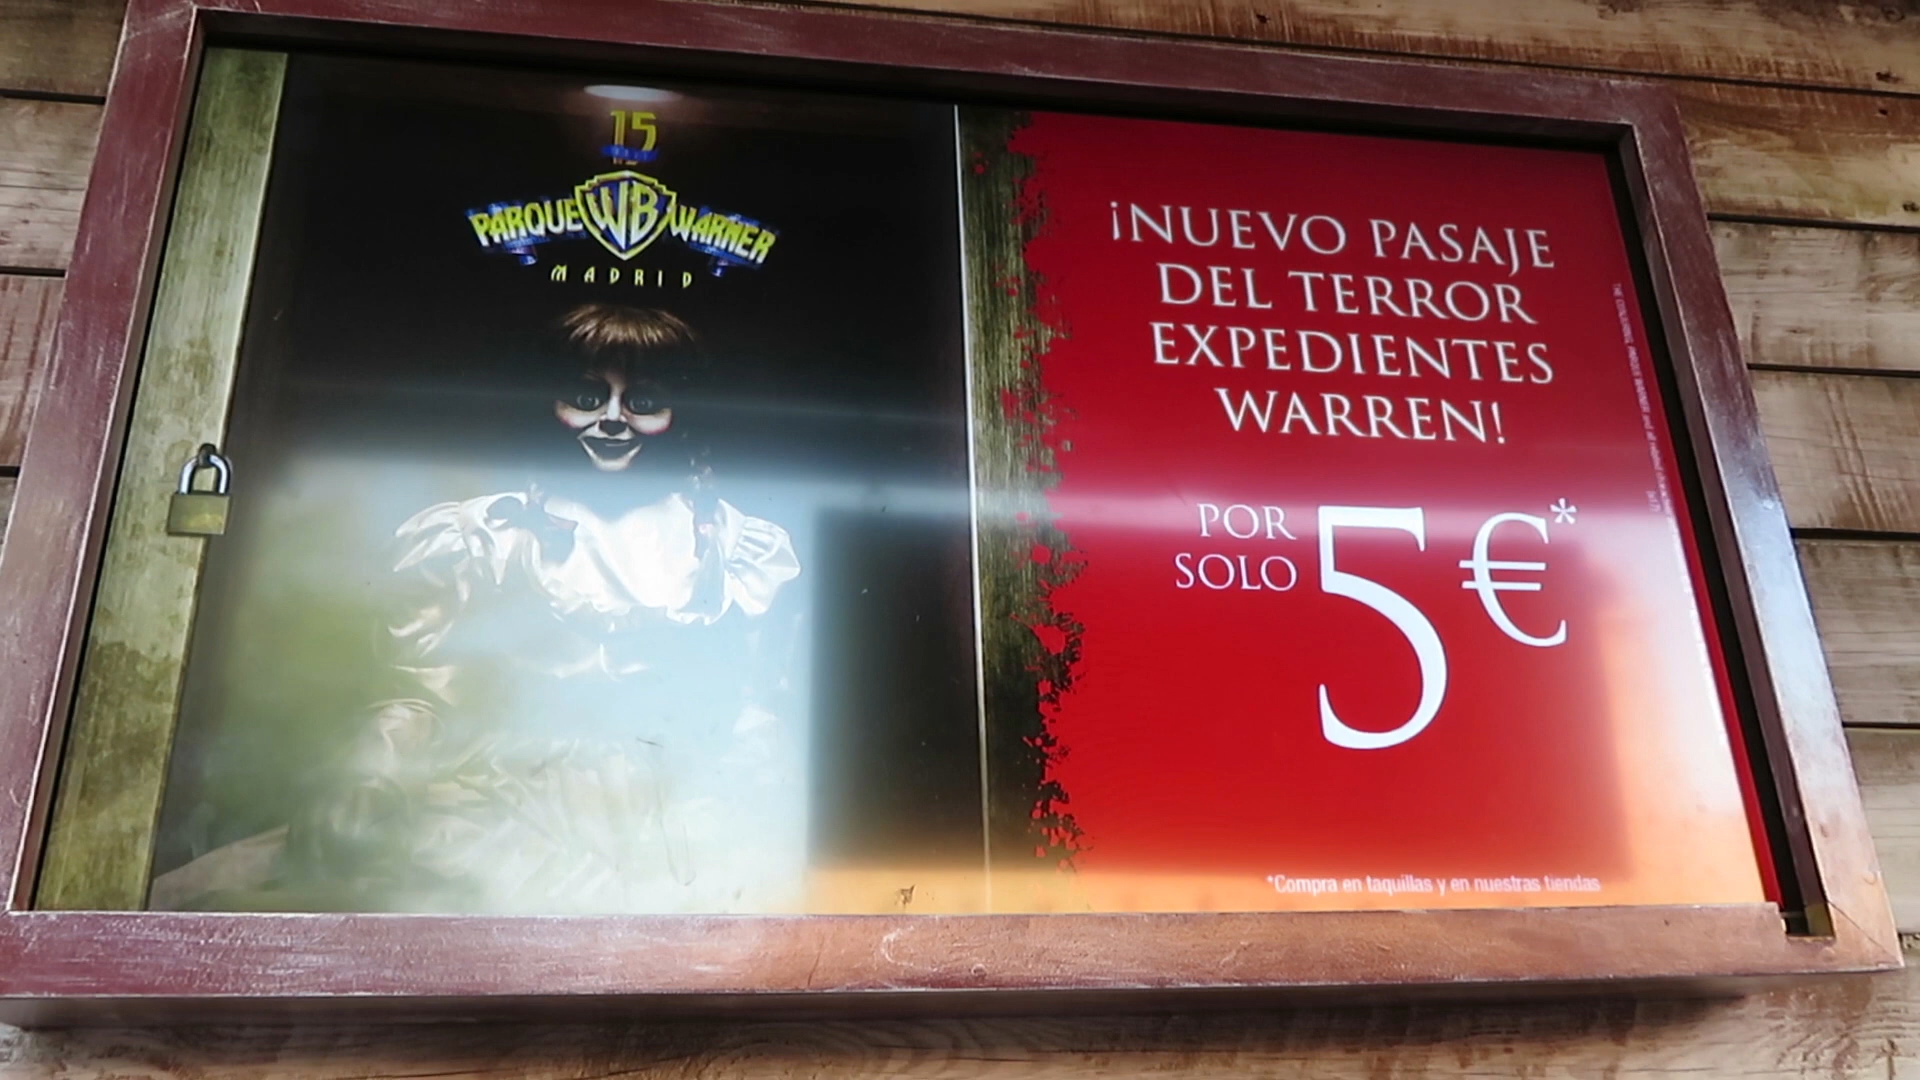 15
PARQUE WB WARNER
MADRID
¡NUEVO PASAJE
DEL TERROR
EXPEDIENTES
WARREN!
POR
SOLO
5€*
*Compra en taquillas y en nuestras tiendas